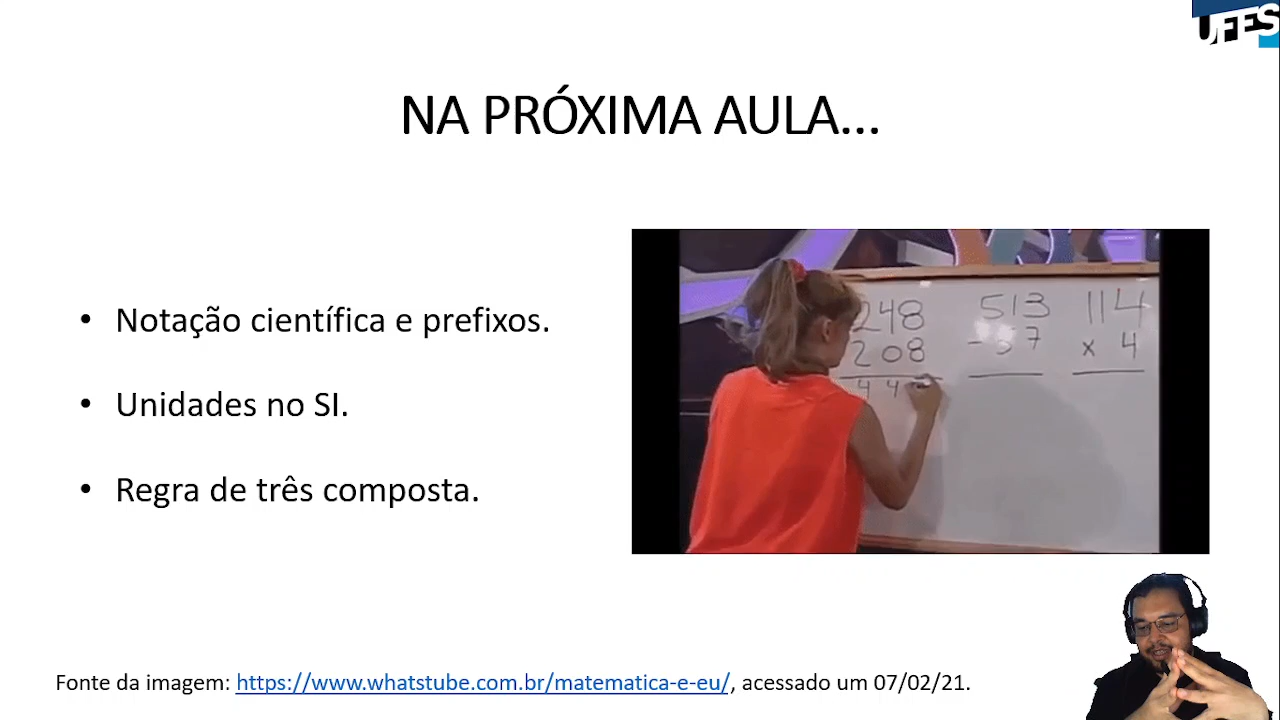 UFES
NA PRÓXIMA AULA...
• Notação científica e prefixos.
• Unidades no SI.
• Regra de três composta.
248 513 114
208 x 4
44
Fonte da imagem: https://www.whatstube.com.br/matematica-e-eu/, acessado um 07/02/21.